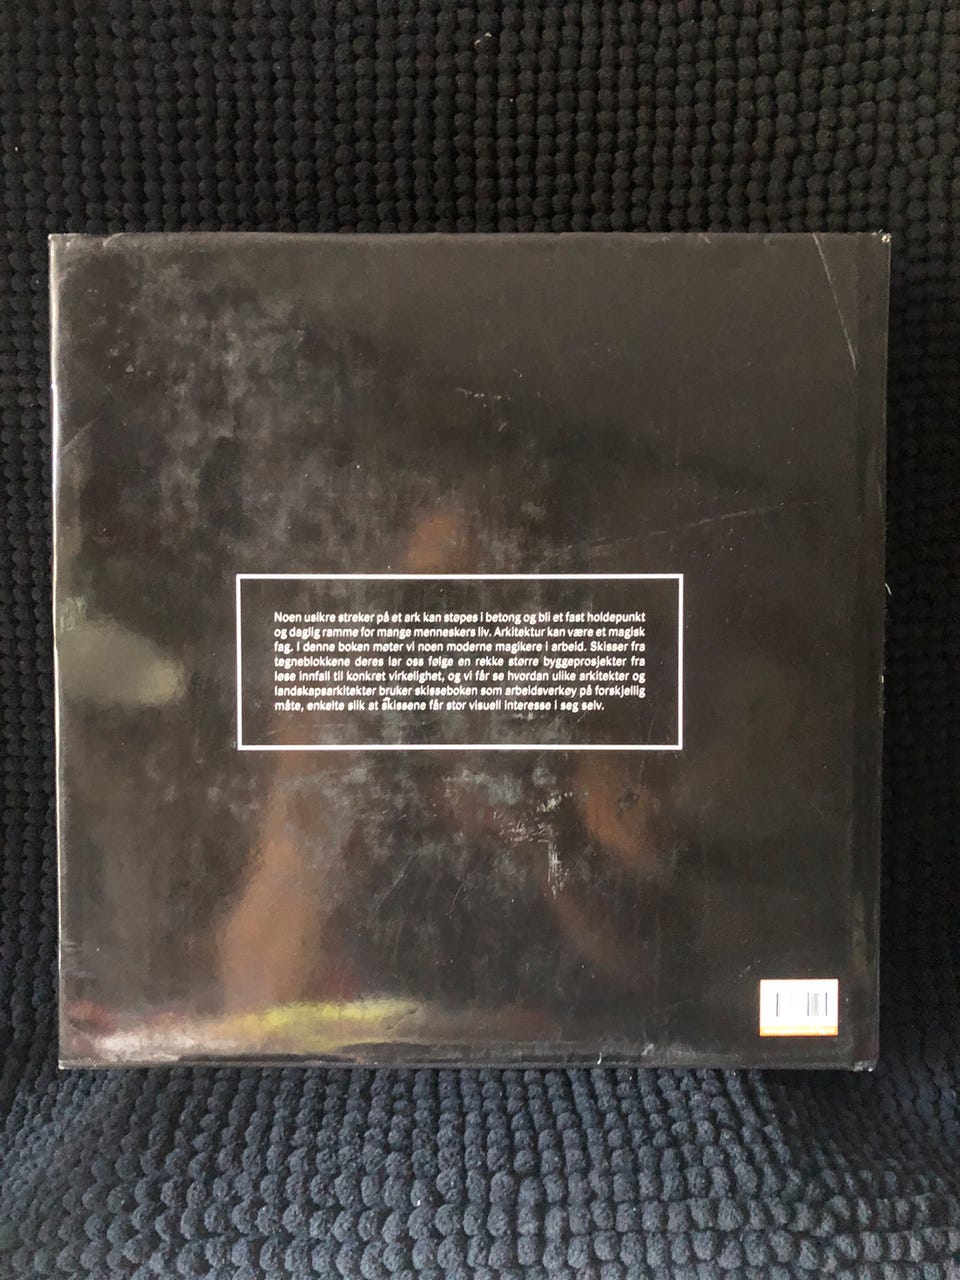 Noen usikre streker på et ark kan støpes i betong og bli et fast holdepunkt
og daglig ramme for mange menneskers liv. Arkitektur kan være et magisk
fag. I denne boken møter vi noen moderne magikere i arbeid. Skisser fra
tegneblokkene deres lar oss følge en rekke større byggeprosjekter fra
løse innfall til konkret virkelighet, og vi får se hvordan ulike arkitekter og
landskapsarkitekter bruker skisseboken som arbeidsverkøy på forskjellig
måte, enkelte slik at skissene får stor visuell interesse i seg selv.